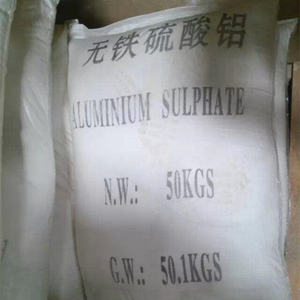 无铁硫酸铝
ALUMINIUM SULPHATE
N.W.: 50KGS
G.W.: 50.1KGS